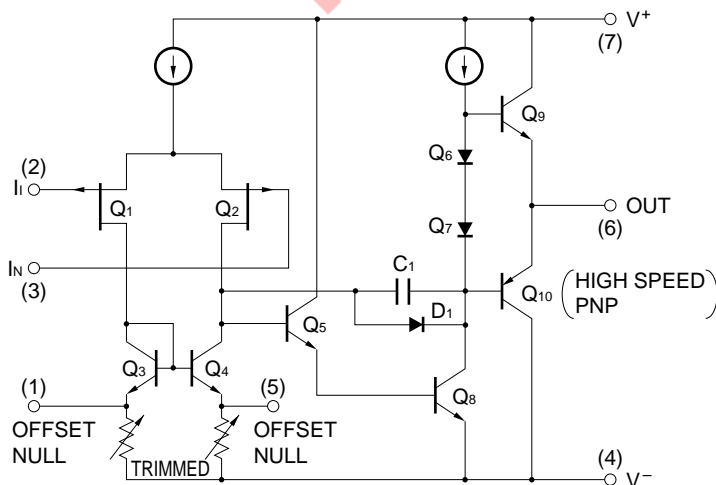 V⁺
(7)
Q9
Q6
(2)
II
Q1
Q2
Q7
OUT
(6)
IN
(3)
C1
Q10
(HIGH SPEED
PNP)
D1
Q5
Q3
Q4
Q8
(1)
(5)
OFFSET
NULL
TRIMMED
OFFSET
NULL
(4)
V⁻